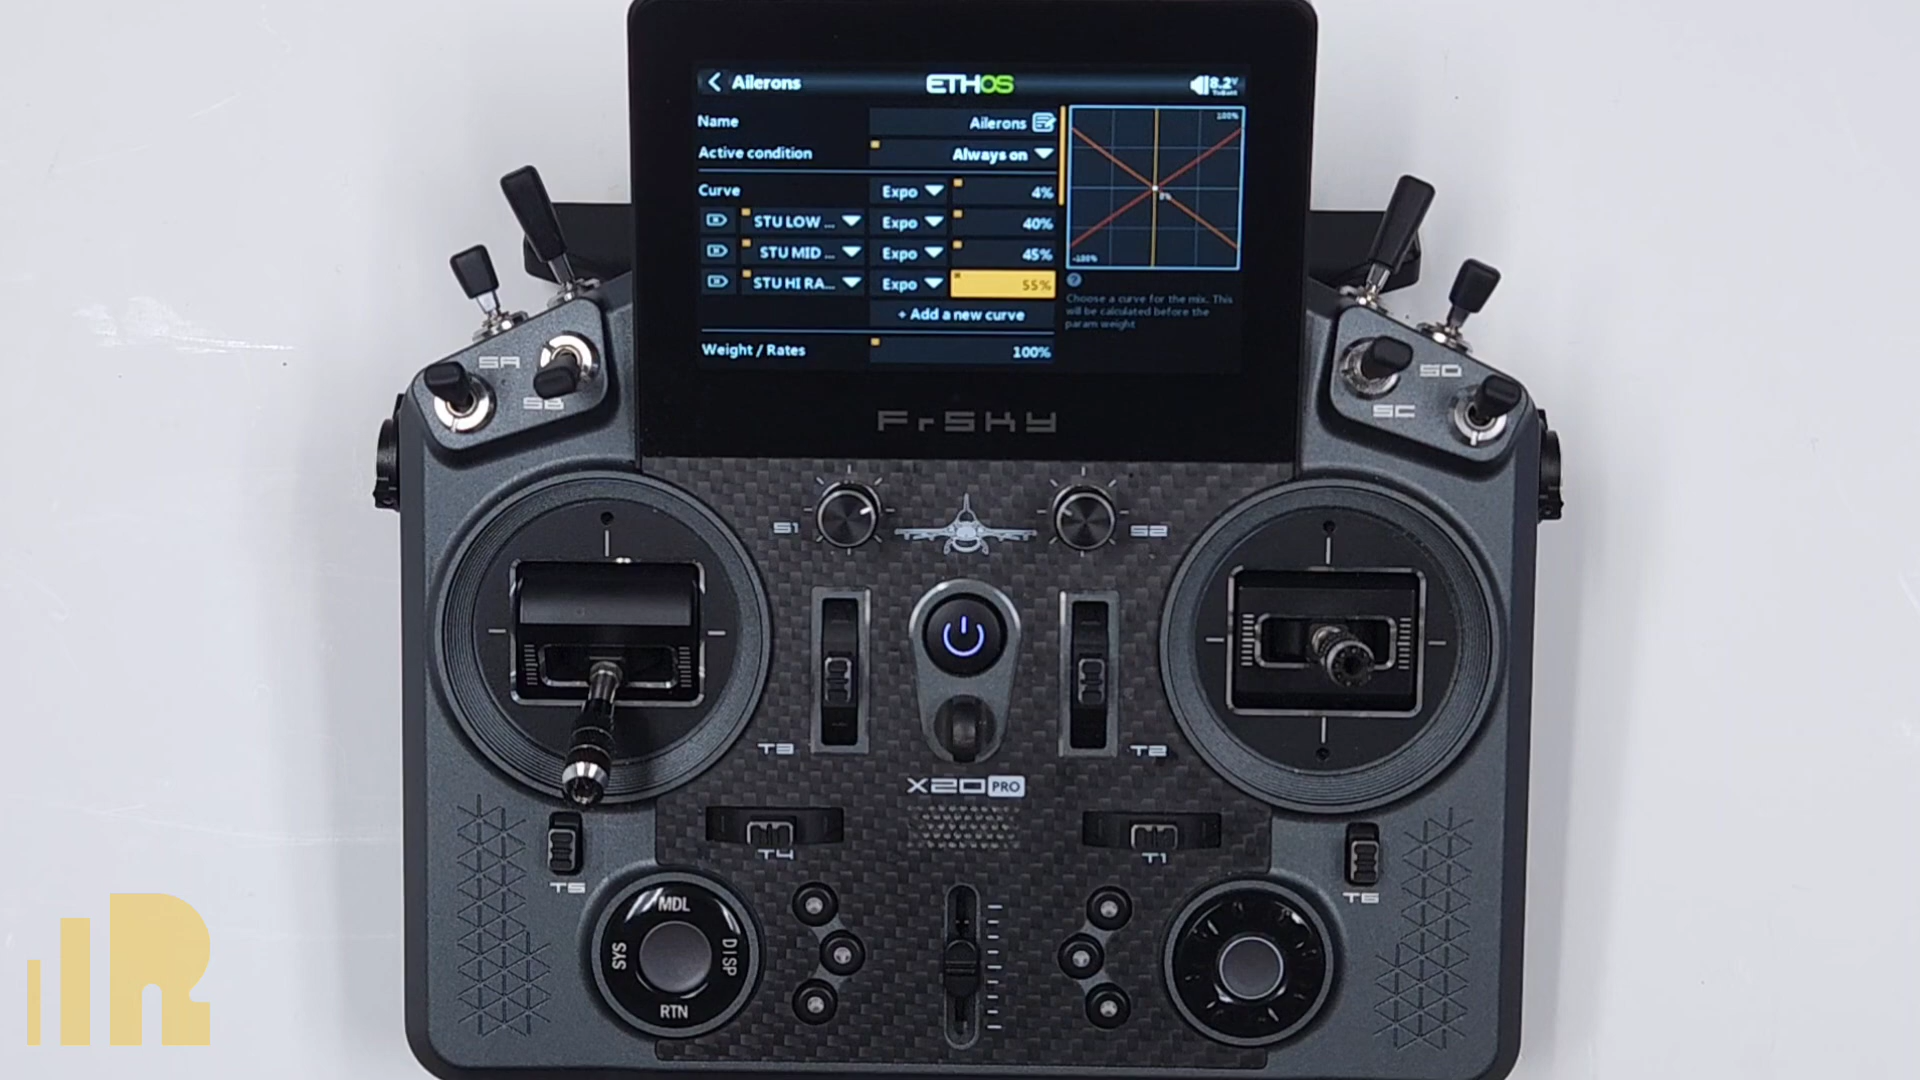 Ailerons ETHOS 8.2V
Name Ailerons 100%
Active condition Always on
Curve Expo 4%
STU LOW ... Expo 40%
STU MID ... Expo 45%
STU HI RA... Expo 55%
-100%
+ Add a new curve
Choose a curve for the mix. This
will be calculated before the
param weight
Weight / Rates 100%
SA
SB
SD
SC
FrSKY
S1
S2
T3
T2
X20 PRO
T4
T1
T5
T6
MDL
SYS
DISP
RTN
R